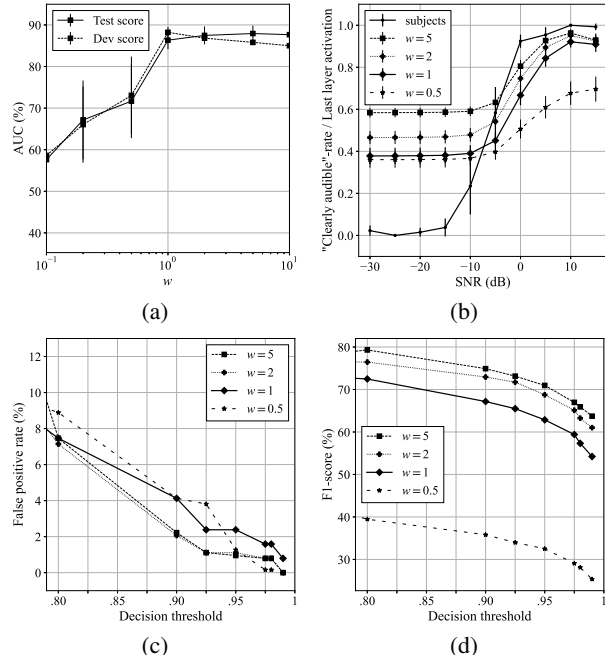 AUC (%)
90
80
70
60
50
40
Test score
Dev score
10⁻¹
10⁰
10¹
w
(a)
"Clearly audible"-rate / Last layer activation
1.0
0.8
0.6
0.4
0.2
0.0
subjects
w = 5
w = 2
w = 1
w = 0.5
−30
−20
−10
0
10
SNR (dB)
(b)
False positive rate (%)
12
10
8
6
4
2
0
w = 5
w = 2
w = 1
w = 0.5
.80
.85
.90
.95
1
Decision threshold
(c)
F1-score (%)
80
70
60
50
40
30
w = 5
w = 2
w = 1
w = 0.5
.80
.85
.90
.95
1
Decision threshold
(d)